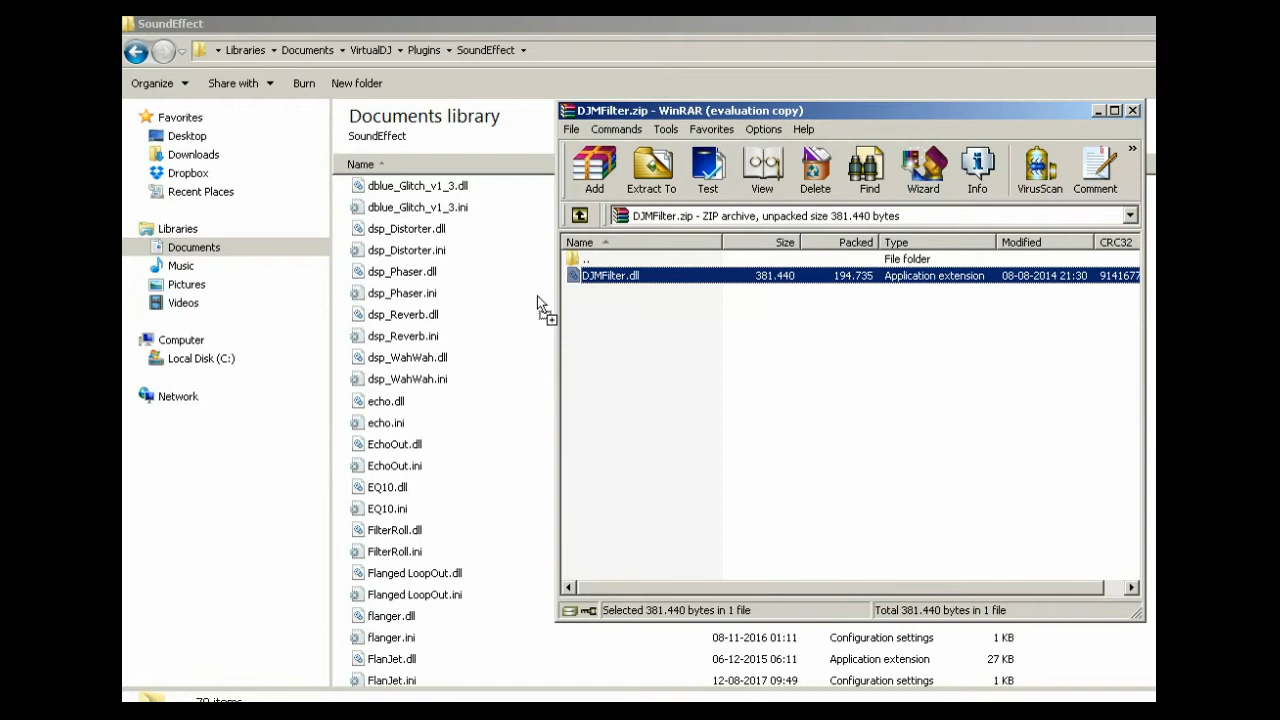 SoundEffect
Libraries Documents VirtualDJ Plugins SoundEffect
Organize Share with Burn New folder
Favorites
Desktop
Downloads
Dropbox
Recent Places
Libraries
Documents
Music
Pictures
Videos
Computer
Local Disk (C:)
Network
Documents library
SoundEffect
Name
dblue_Glitch_v1_3.dll
dblue_Glitch_v1_3.ini
dsp_Distorter.dll
dsp_Distorter.ini
dsp_Phaser.dll
dsp_Phaser.ini
dsp_Reverb.dll
dsp_Reverb.ini
dsp_WahWah.dll
dsp_WahWah.ini
echo.dll
echo.ini
EchoOut.dll
EchoOut.ini
EQ10.dll
EQ10.ini
FilterRoll.dll
FilterRoll.ini
Flanged LoopOut.dll
Flanged LoopOut.ini
flanger.dll
flanger.ini 08-11-2016 01:11 Configuration settings 1 KB
FlanJet.dll 06-12-2015 06:11 Application extension 27 KB
FlanJet.ini 12-08-2017 09:49 Configuration settings 1 KB
DJMFilter.zip - WinRAR (evaluation copy)
File Commands Tools Favorites Options Help
Add Extract To Test View Delete Find Wizard Info VirusScan Comment »
DJMFilter.zip - ZIP archive, unpacked size 381.440 bytes
Name Size Packed Type Modified CRC32
.. File folder
DJMFilter.dll 381.440 194.735 Application extension 08-08-2014 21:30 9141677
Selected 381.440 bytes in 1 file Total 381.440 bytes in 1 file